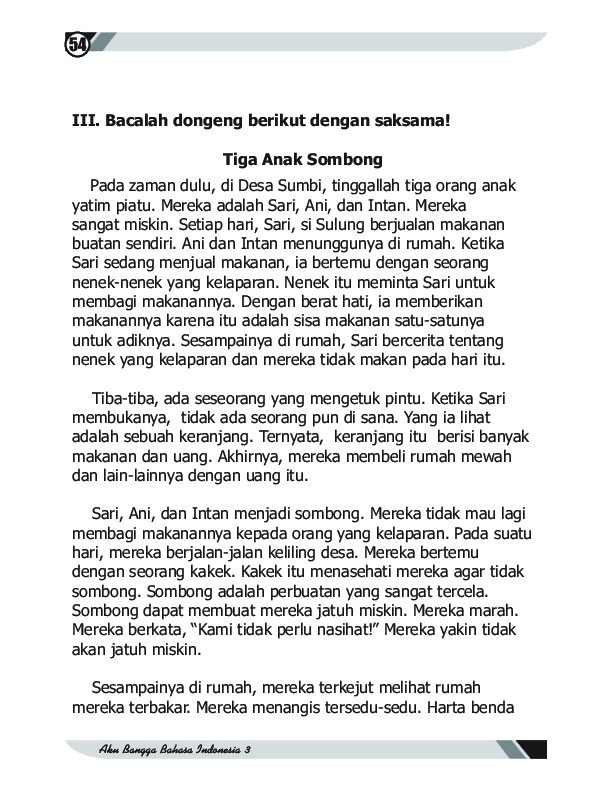 54
III. Bacalah dongeng berikut dengan saksama!
Tiga Anak Sombong
Pada zaman dulu, di Desa Sumbi, tinggallah tiga orang anak
yatim piatu. Mereka adalah Sari, Ani, dan Intan. Mereka
sangat miskin. Setiap hari, Sari, si Sulung berjualan makanan
buatan sendiri. Ani dan Intan menunggunya di rumah. Ketika
Sari sedang menjual makanan, ia bertemu dengan seorang
nenek-nenek yang kelaparan. Nenek itu meminta Sari untuk
membagi makanannya. Dengan berat hati, ia memberikan
makanannya karena itu adalah sisa makanan satu-satunya
untuk adiknya. Sesampainya di rumah, Sari bercerita tentang
nenek yang kelaparan dan mereka tidak makan pada hari itu.
Tiba-tiba, ada seseorang yang mengetuk pintu. Ketika Sari
membukanya, tidak ada seorang pun di sana. Yang ia lihat
adalah sebuah keranjang. Ternyata, keranjang itu berisi banyak
makanan dan uang. Akhirnya, mereka membeli rumah mewah
dan lain-lainnya dengan uang itu.
Sari, Ani, dan Intan menjadi sombong. Mereka tidak mau lagi
membagi makanannya kepada orang yang kelaparan. Pada suatu
hari, mereka berjalan-jalan keliling desa. Mereka bertemu
dengan seorang kakek. Kakek itu menasehati mereka agar tidak
sombong. Sombong adalah perbuatan yang sangat tercela.
Sombong dapat membuat mereka jatuh miskin. Mereka marah.
Mereka berkata, “Kami tidak perlu nasihat!” Mereka yakin tidak
akan jatuh miskin.
Sesampainya di rumah, mereka terkejut melihat rumah
mereka terbakar. Mereka menangis tersedu-sedu. Harta benda
Aku Bangga Bahasa Indonesia 3